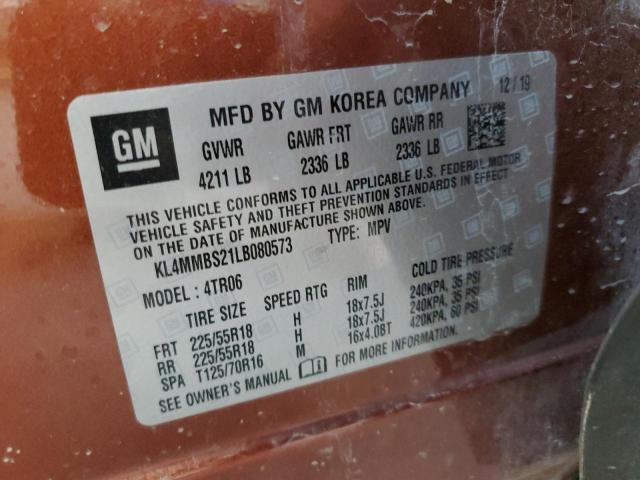 GM
MFD BY GM KOREA COMPANY 12/19
GVWR GAWR FRT GAWR RR
4211 LB 2336 LB 2336 LB
THIS VEHICLE CONFORMS TO ALL APPLICABLE U.S. FEDERAL MOTOR
VEHICLE SAFETY AND THEFT PREVENTION STANDARDS IN EFFECT
ON THE DATE OF MANUFACTURE SHOWN ABOVE.
KL4MMBS21LB080573 TYPE: MPV
MODEL: 4TR06
TIRE SIZE SPEED RTG RIM COLD TIRE PRESSURE
FRT 225/55R18 H 18x7.5J 240KPA, 35 PSI
RR 225/55R18 H 18x7.5J 240KPA, 35 PSI
SPA T125/70R16 M 16x4.0BT 420KPA, 60 PSI
SEE OWNER'S MANUAL FOR MORE INFORMATION.